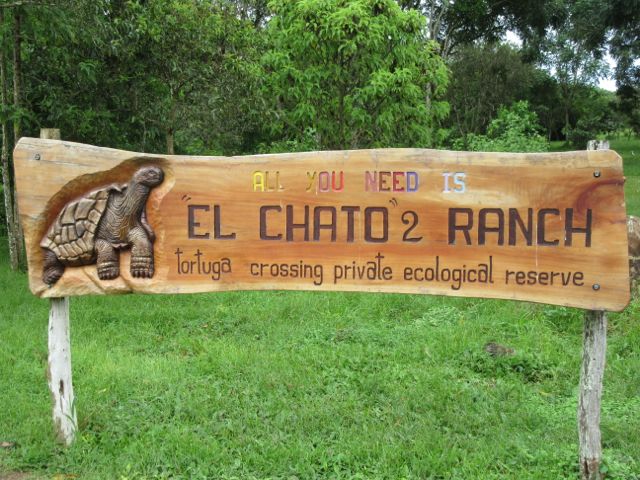 ALL YOU NEED IS
"EL CHATO" 2 RANCH
tortuga crossing private ecological reserve